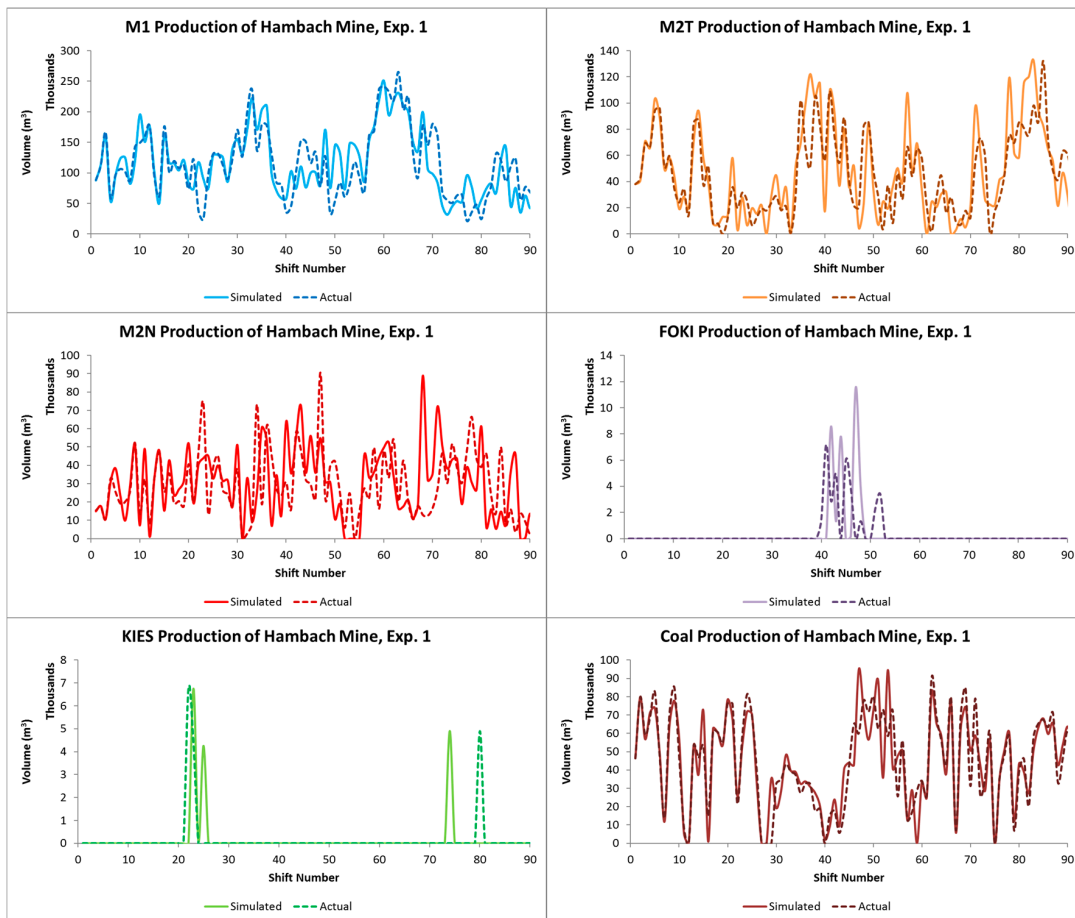 M1 Production of Hambach Mine, Exp. 1
Volume (m³)
Thousands
300
250
200
150
100
50
0
0 10 20 30 40 50 60 70 80 90
Shift Number
Simulated Actual
M2T Production of Hambach Mine, Exp. 1
Volume (m³)
Thousands
140
120
100
80
60
40
20
0
0 10 20 30 40 50 60 70 80 90
Shift Number
Simulated Actual
M2N Production of Hambach Mine, Exp. 1
Volume (m³)
Thousands
100
90
80
70
60
50
40
30
20
10
0
0 10 20 30 40 50 60 70 80 90
Shift Number
Simulated Actual
FOKI Production of Hambach Mine, Exp. 1
Volume (m³)
Thousands
14
12
10
8
6
4
2
0
0 10 20 30 40 50 60 70 80 90
Shift Number
Simulated Actual
KIES Production of Hambach Mine, Exp. 1
Volume (m³)
Thousands
8
7
6
5
4
3
2
1
0
0 10 20 30 40 50 60 70 80 90
Shift Number
Simulated Actual
Coal Production of Hambach Mine, Exp. 1
Volume (m³)
Thousands
100
90
80
70
60
50
40
30
20
10
0
0 10 20 30 40 50 60 70 80 90
Shift Number
Simulated Actual